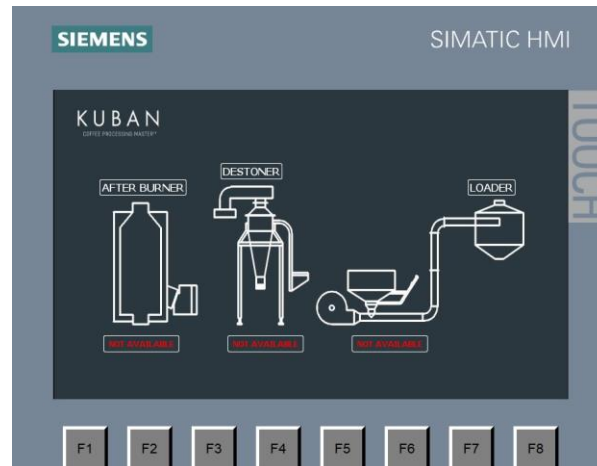 SIEMENS
SIMATIC HMI
TOUCH
KUBAN
COFFEE PROCESSING MASTER
DESTONER
AFTER BURNER
LOADER
NOT AVAILABLE
NOT AVAILABLE
NOT AVAILABLE
F1
F2
F3
F4
F5
F6
F7
F8